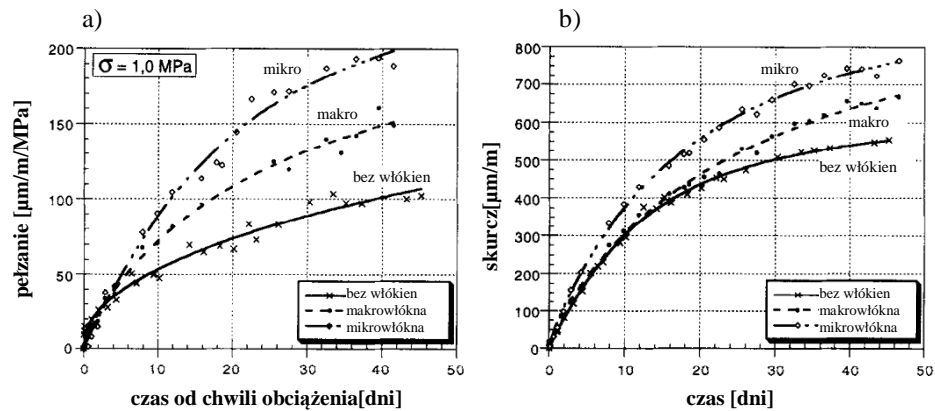 a)
pełzanie [µm/m/MPa]
200
150
100
50
0
σ = 1,0 MPa
mikro
makro
bez włókien
bez włókien
makrowłókna
mikrowłókna
0 10 20 30 40 50
czas od chwili obciążenia[dni]
b)
skurcz[µm/m]
800
700
600
500
400
300
200
100
0
mikro
makro
bez włókien
bez włókien
makrowłókna
mikrowłókna
0 10 20 30 40 50
czas [dni]